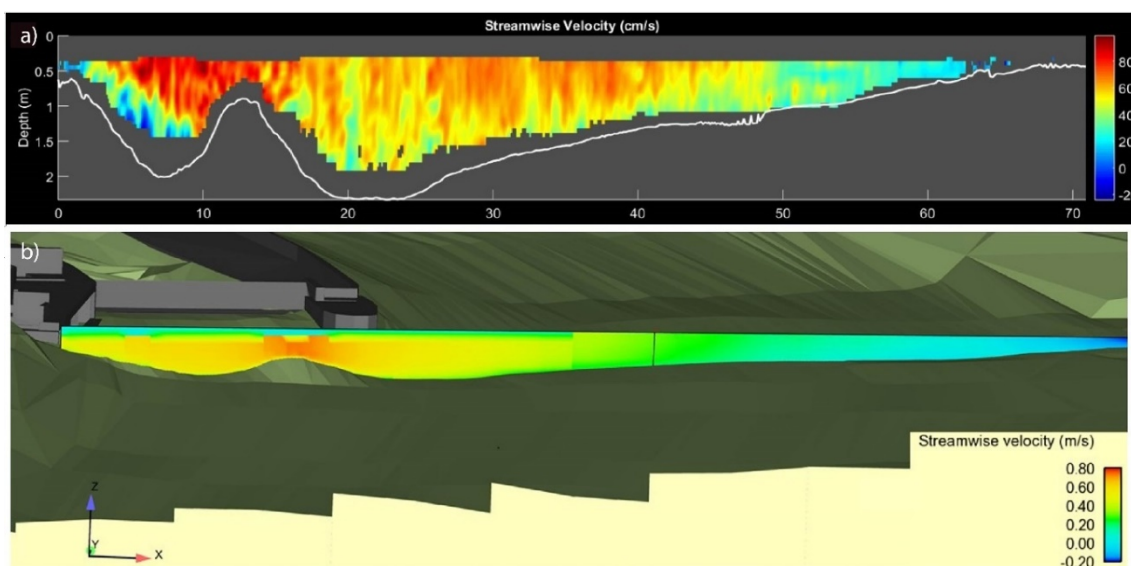 a)
Streamwise Velocity (cm/s)
0
0.5
1
1.5
2
Depth (m)
80
60
40
20
0
-2
0 10 20 30 40 50 60 70
b)
Streamwise velocity (m/s)
0.80
0.60
0.40
0.20
0.00
-0.20
Z
Y
X